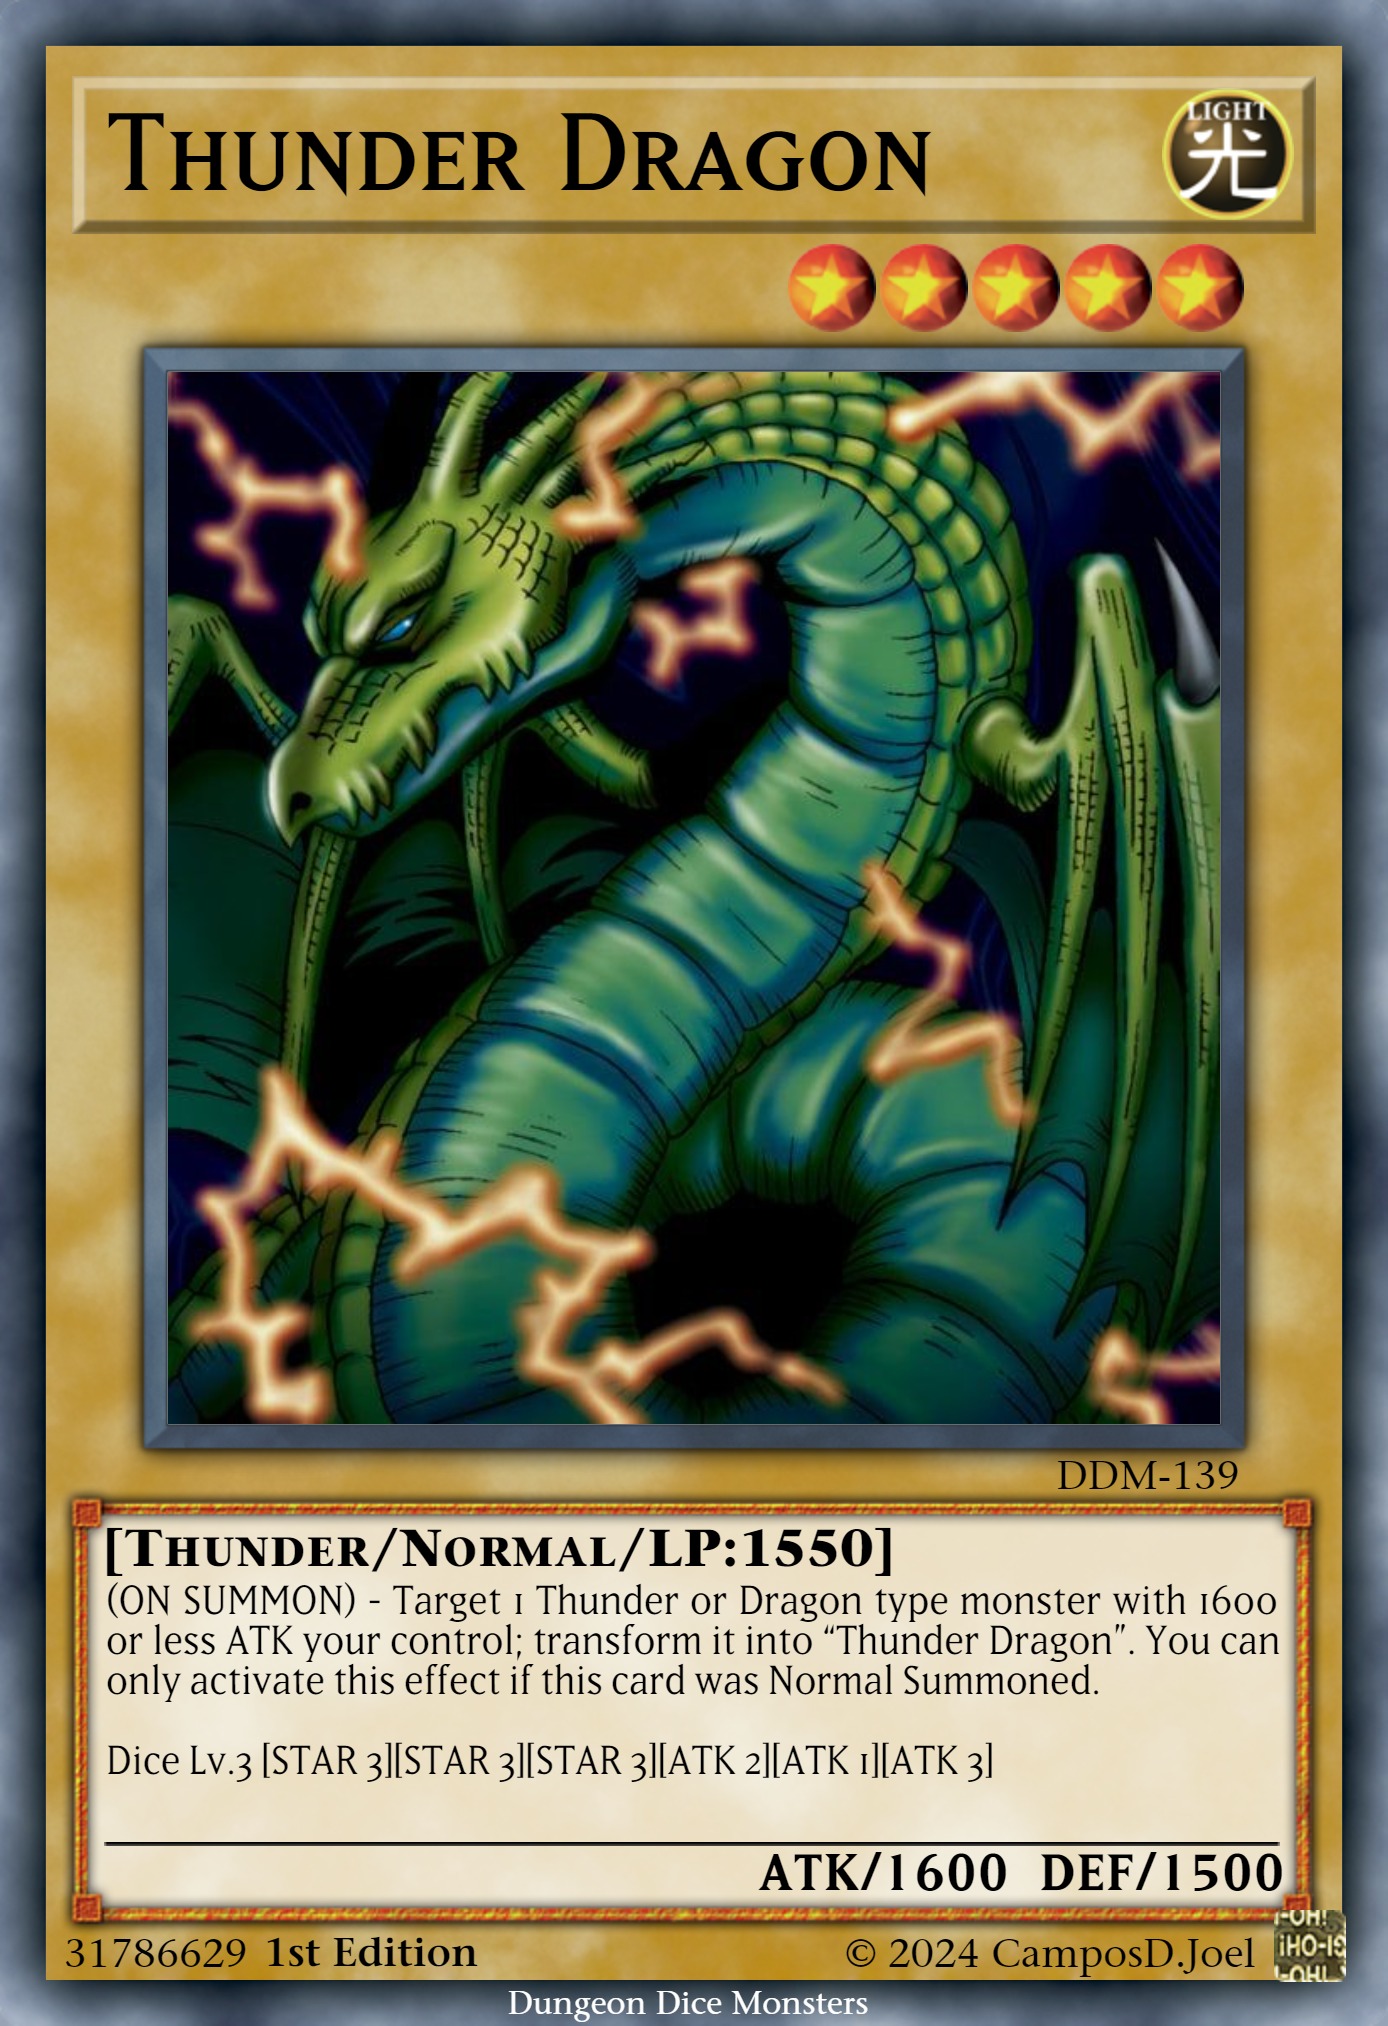 Thunder Dragon
LIGHT
光
DDM-139
[Thunder/Normal/LP:1550]
(ON SUMMON) - Target 1 Thunder or Dragon type monster with 1600
or less ATK your control; transform it into “Thunder Dragon”. You can
only activate this effect if this card was Normal Summoned.
Dice Lv.3 [STAR 3][STAR 3][STAR 3][ATK 2][ATK 1][ATK 3]
ATK/1600 DEF/1500
31786629 1st Edition
© 2024 CamposD.Joel
Dungeon Dice Monsters